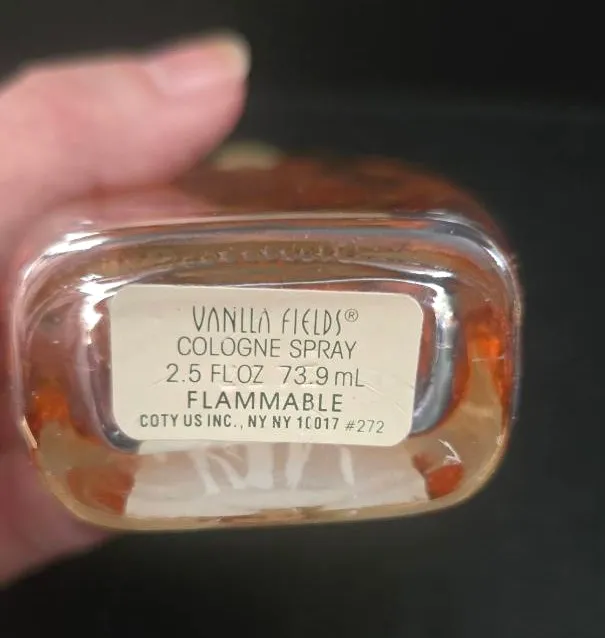 VANILLA FIELDS®
COLOGNE SPRAY
2.5 FL OZ 73.9 mL
FLAMMABLE
COTY US INC., NY NY 10017 #272